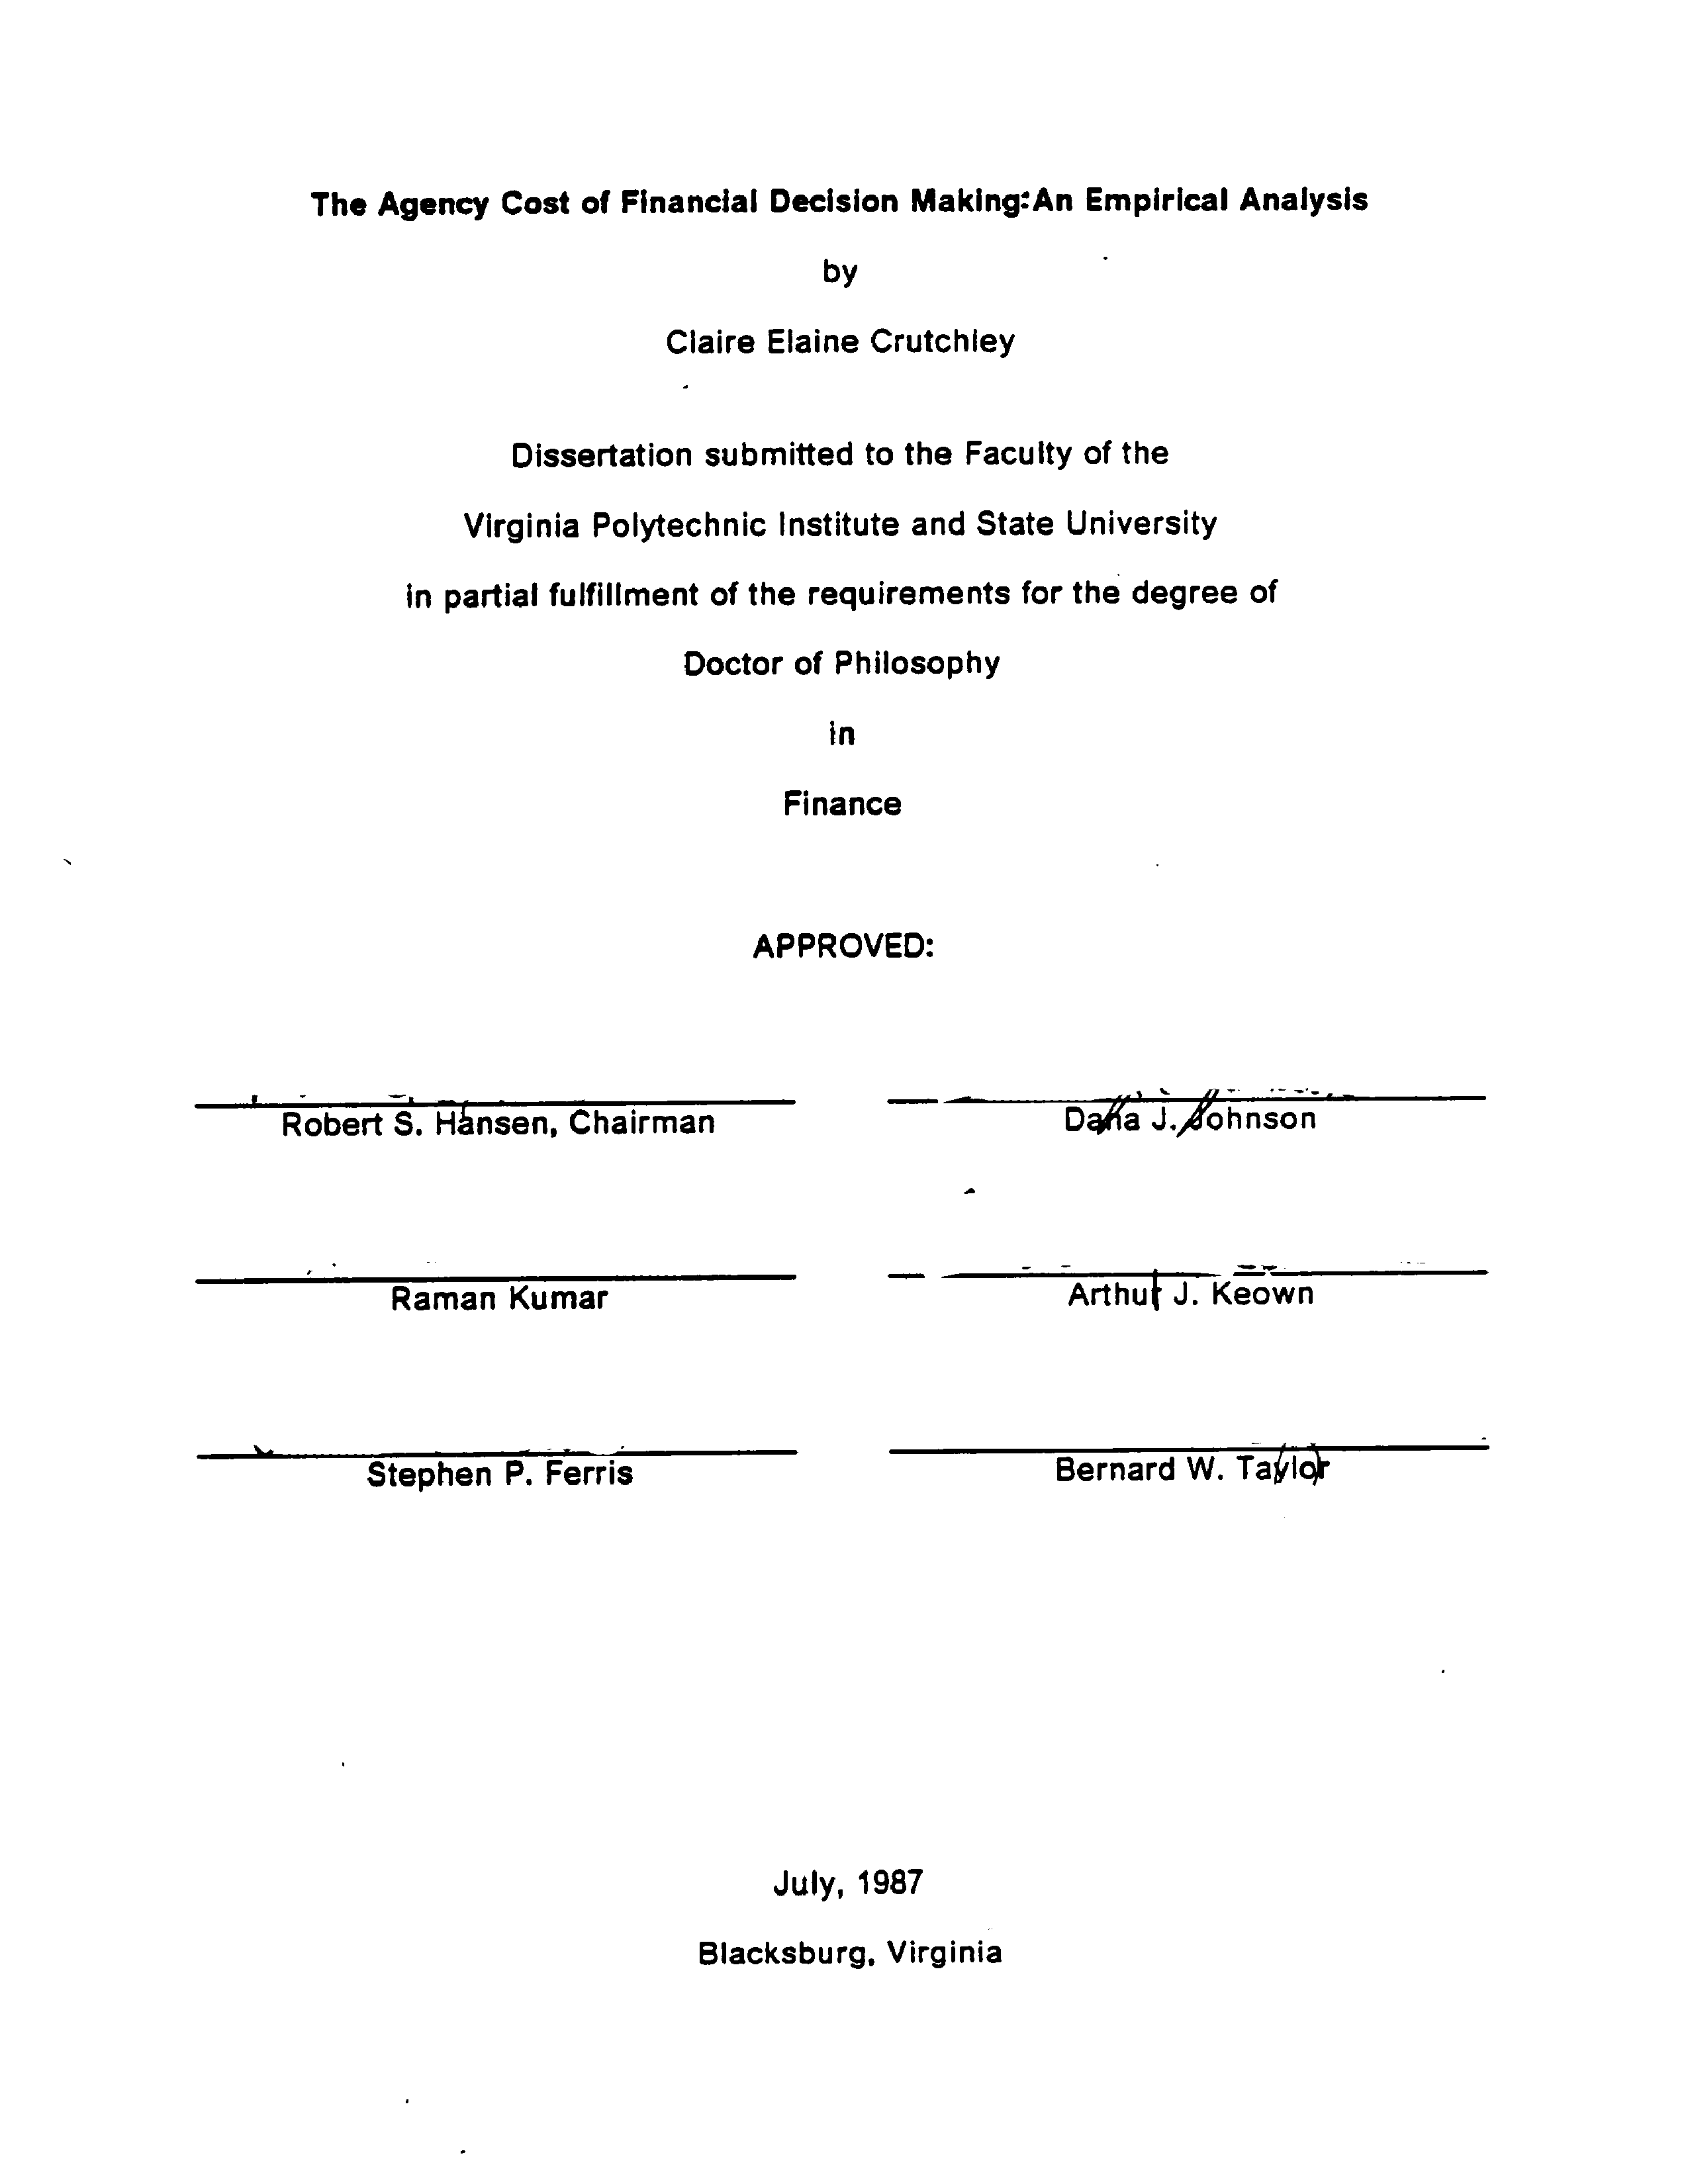 The Agency Cost of Financial Decision Making:An Empirical Analysis
by
Claire Elaine Crutchley
Dissertation submitted to the Faculty of the
Virginia Polytechnic Institute and State University
in partial fulfillment of the requirements for the degree of
Doctor of Philosophy
in
Finance
APPROVED:
Robert S. Hansen, Chairman
Dana J. Johnson
Raman Kumar
Arthur J. Keown
Stephen P. Ferris
Bernard W. Taylor
July, 1987
Blacksburg, Virginia